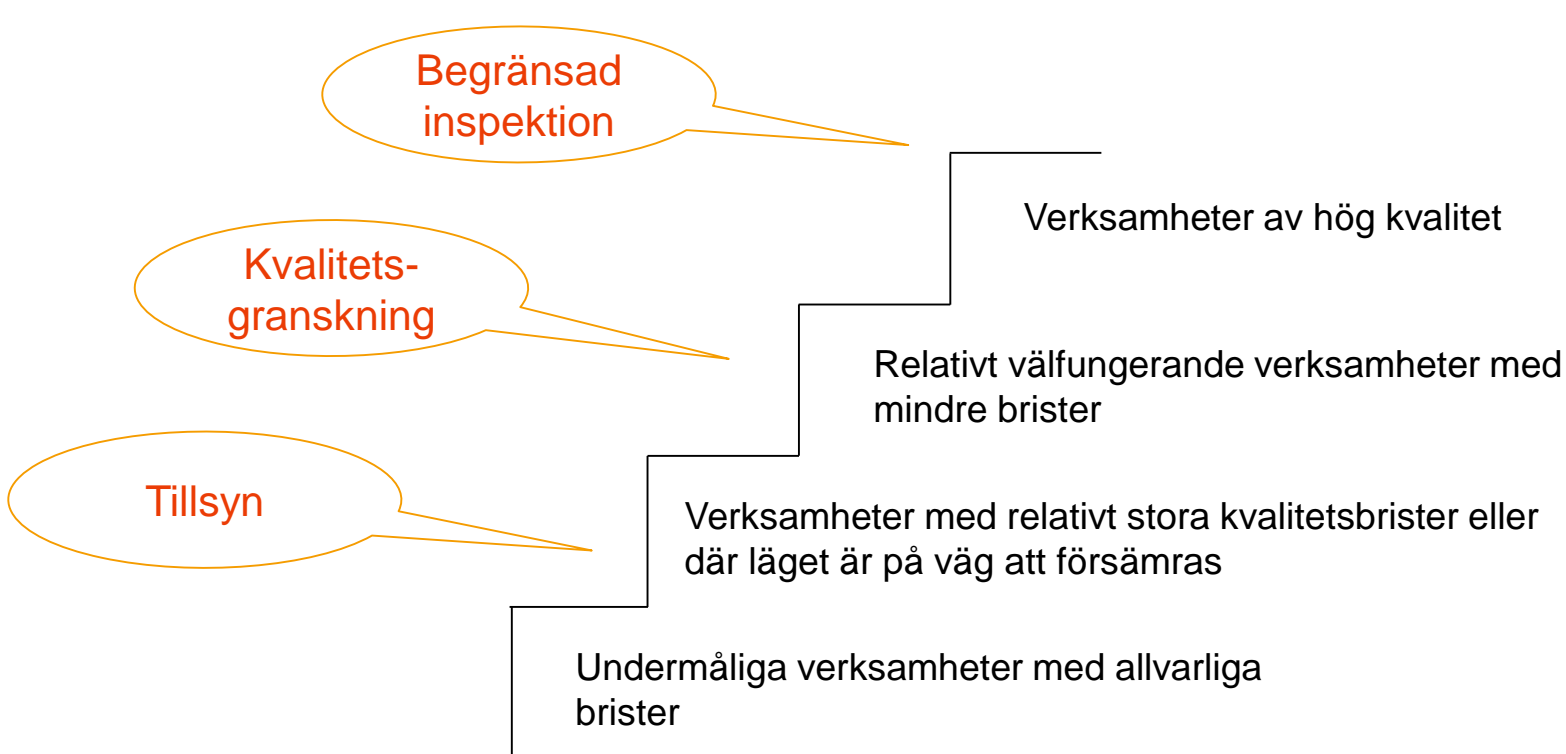 Begränsad
inspektion
Verksamheter av hög kvalitet
Kvalitets-
granskning
Relativt välfungerande verksamheter med
mindre brister
Tillsyn
Verksamheter med relativt stora kvalitetsbrister eller
där läget är på väg att försämras
Undermåliga verksamheter med allvarliga
brister